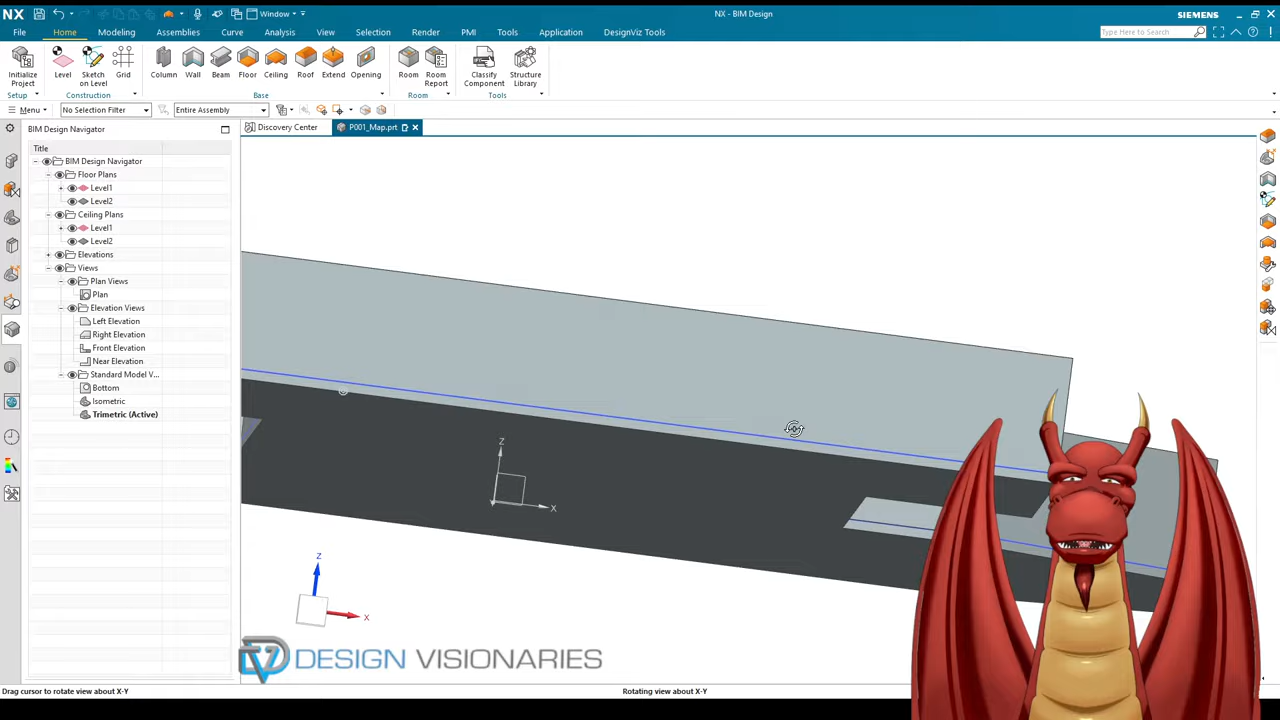 NX
Window
NX - BIM Design
SIEMENS
File Home Modeling Assemblies Curve Analysis View Selection Render PMI Tools Application DesignViz Tools
Type Here to Search
Initialize Project
Level
Sketch on Level
Grid
Column
Wall
Beam
Floor
Ceiling
Roof
Extend
Opening
Room
Room Report
Classify Component
Structure Library
Setup Construction Base Room Tools
Menu No Selection Filter Entire Assembly
BIM Design Navigator
Discovery Center
P001_Map.prt
Title
BIM Design Navigator
Floor Plans
Level1
Level2
Ceiling Plans
Level1
Level2
Elevations
Views
Plan Views
Plan
Elevation Views
Left Elevation
Right Elevation
Front Elevation
Near Elevation
Standard Model V...
Bottom
Isometric
Trimetric (Active)
Z
X
Z
X
DV DESIGN VISIONARIES
Drag cursor to rotate view about X-Y
Rotating view about X-Y